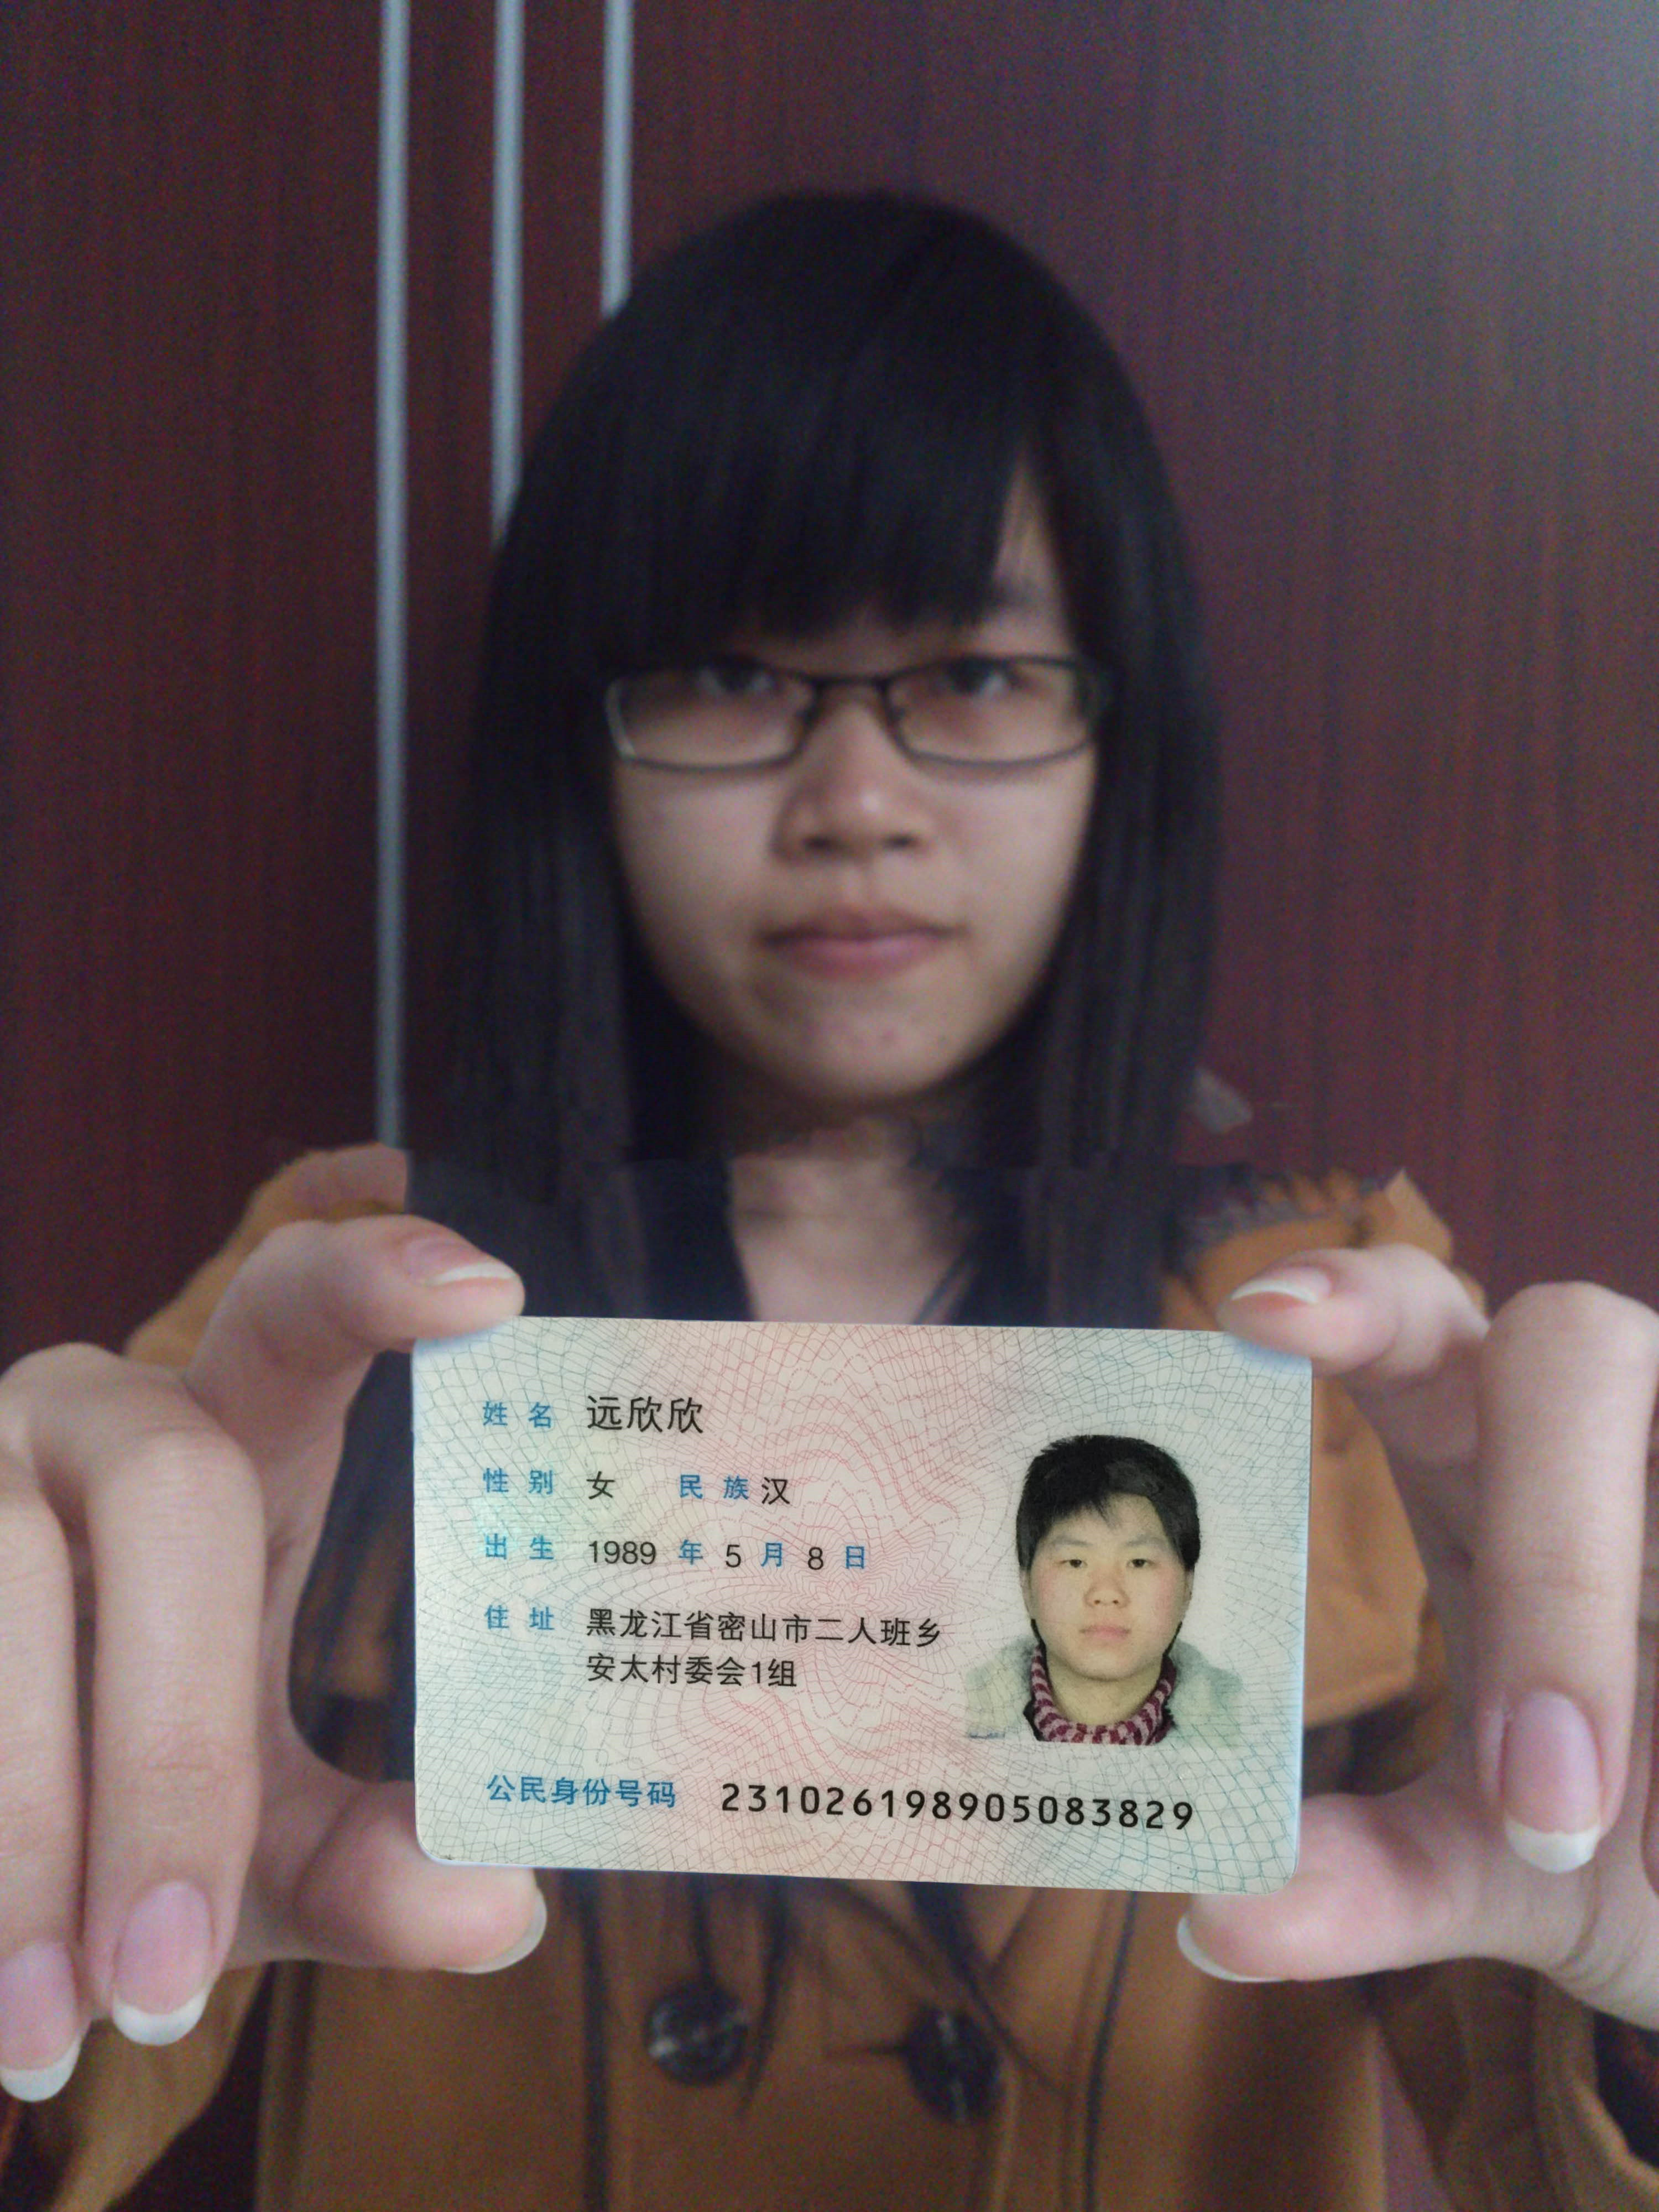 姓名 远欣欣
性别 女 民族 汉
出生 1989 年 5 月 8 日
住址 黑龙江省密山市二人班乡
安太村委会1组
公民身份号码 231026198905083829